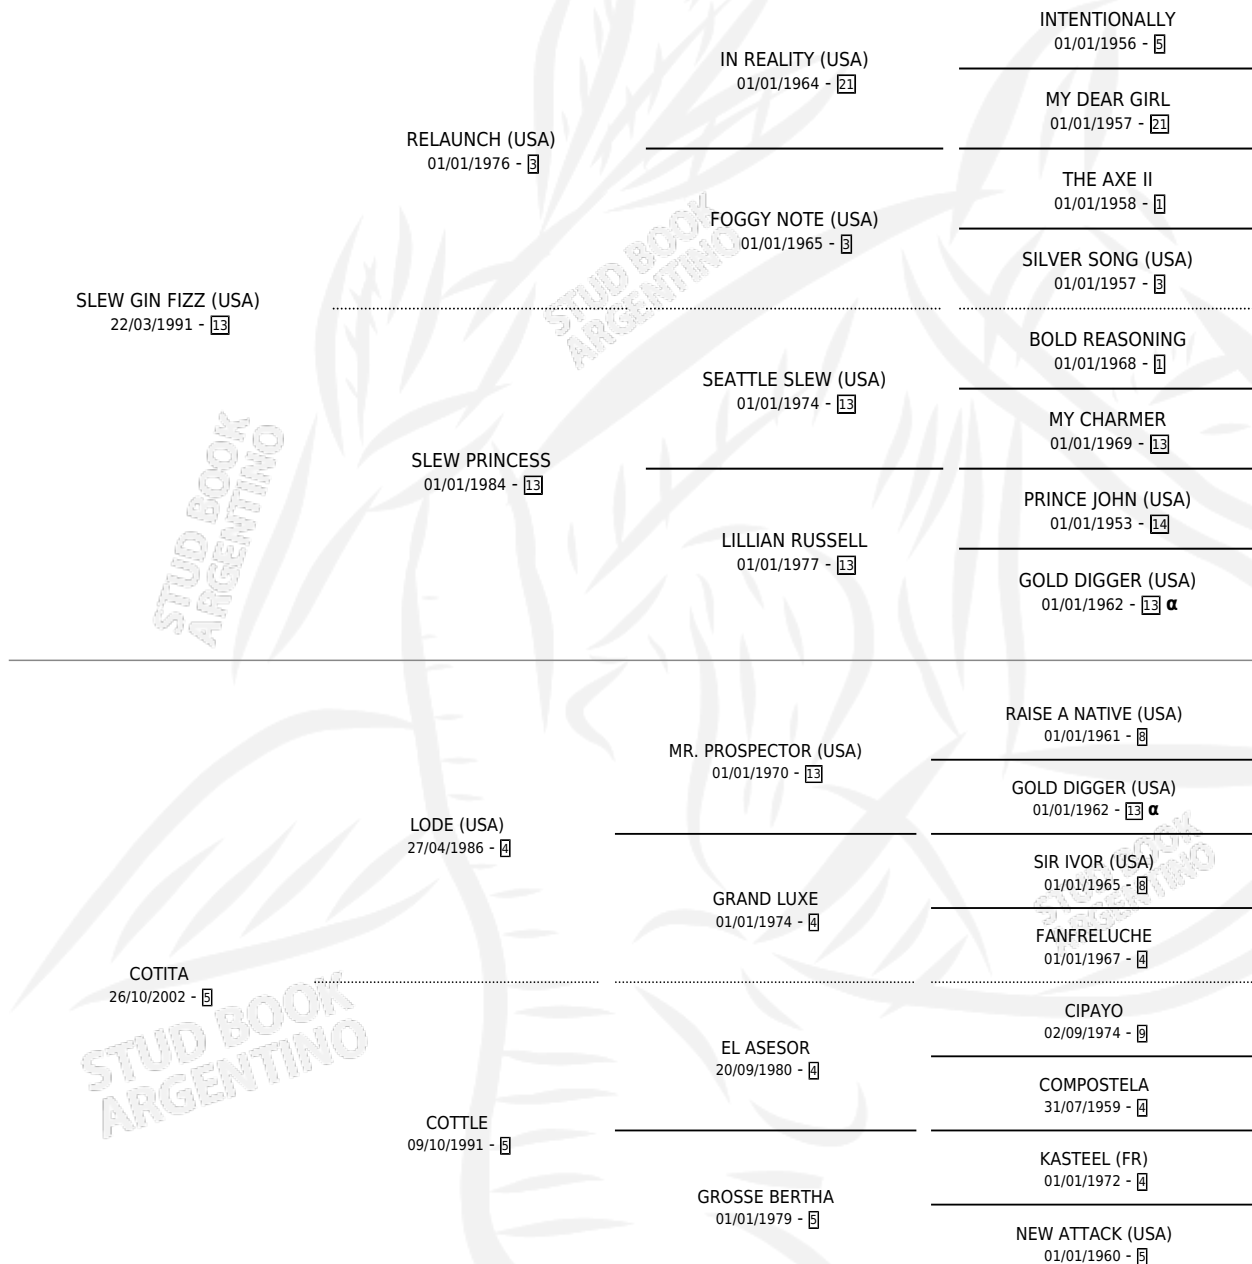 INTENTIONALLY
01/01/1956 - 5
IN REALITY (USA)
01/01/1964 - 21
MY DEAR GIRL
01/01/1957 - 21
RELAUNCH (USA)
01/01/1976 - 3
THE AXE II
01/01/1958 - 1
FOGGY NOTE (USA)
01/01/1965 - 3
SILVER SONG (USA)
01/01/1957 - 3
STUD BOOK
ARGENTINO
SLEW GIN FIZZ (USA)
22/03/1991 - 13
BOLD REASONING
01/01/1968 - 1
SEATTLE SLEW (USA)
01/01/1974 - 13
MY CHARMER
01/01/1969 - 13
SLEW PRINCESS
01/01/1984 - 13
PRINCE JOHN (USA)
01/01/1953 - 14
LILLIAN RUSSELL
01/01/1977 - 13
GOLD DIGGER (USA)
01/01/1962 - 13 α
STUD BOOK
ARGENTINO
RAISE A NATIVE (USA)
01/01/1961 - 8
MR. PROSPECTOR (USA)
01/01/1970 - 13
GOLD DIGGER (USA)
01/01/1962 - 13 α
LODE (USA)
27/04/1986 - 4
SIR IVOR (USA)
01/01/1965 - 8
STUD BOOK
ARGENTINO
GRAND LUXE
01/01/1974 - 4
FANFRELUCHE
01/01/1967 - 4
COTITA
26/10/2002 - 5
CIPAYO
02/09/1974 - 9
STUD BOOK
ARGENTINO
EL ASESOR
20/09/1980 - 4
COMPOSTELA
31/07/1959 - 4
COTTLE
09/10/1991 - 5
KASTEEL (FR)
01/01/1972 - 4
GROSSE BERTHA
01/01/1979 - 5
NEW ATTACK (USA)
01/01/1960 - 5